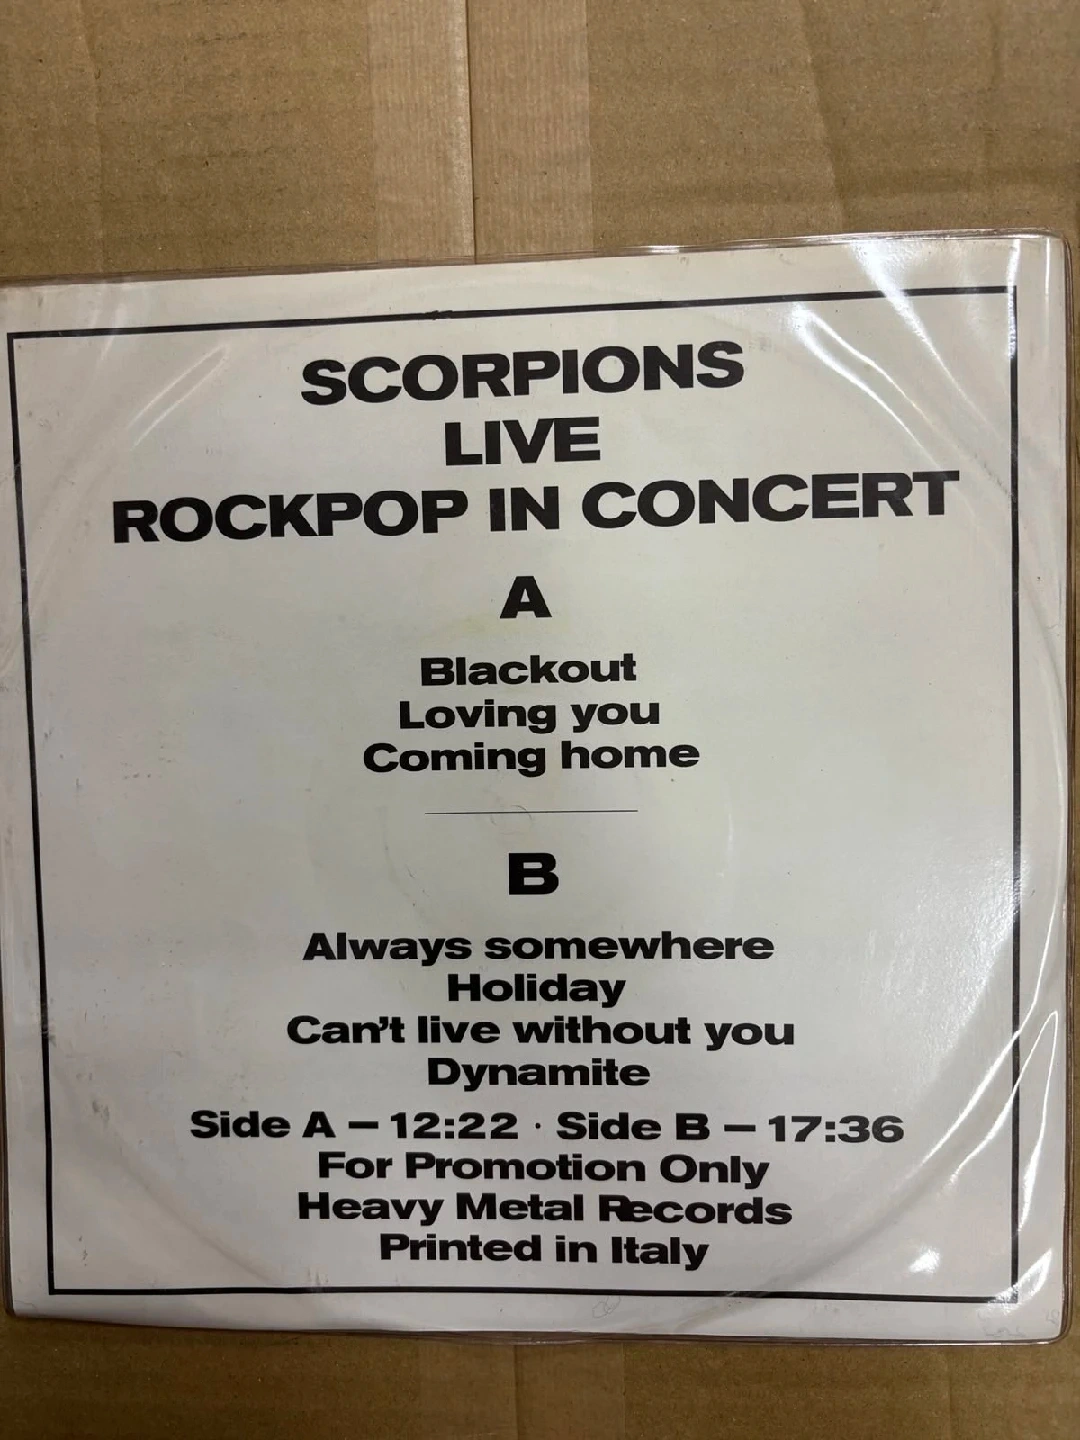 SCORPIONS
LIVE
ROCKPOP IN CONCERT
A
Blackout
Loving you
Coming home
B
Always somewhere
Holiday
Can't live without you
Dynamite
Side A — 12:22 · Side B — 17:36
For Promotion Only
Heavy Metal Records
Printed in Italy